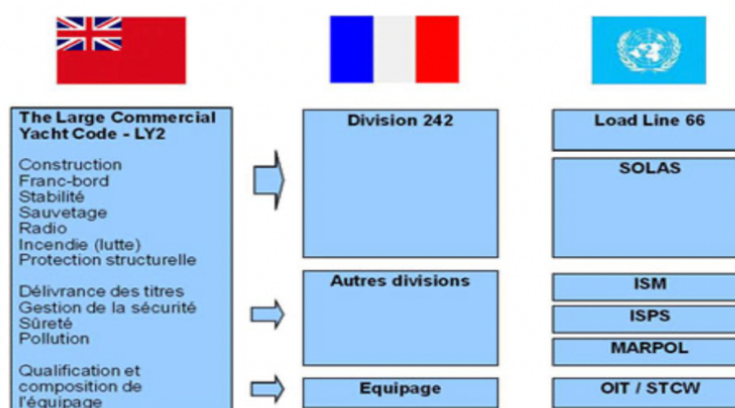 The Large Commercial
Yacht Code - LY2
Construction
Franc-bord
Stabilité
Sauvetage
Radio
Incendie (lutte)
Protection structurelle
Délivrance des titres
Gestion de la sécurité
Sûreté
Pollution
Qualification et
composition de
l'équipage
Division 242
Autres divisions
Equipage
Load Line 66
SOLAS
ISM
ISPS
MARPOL
OIT / STCW